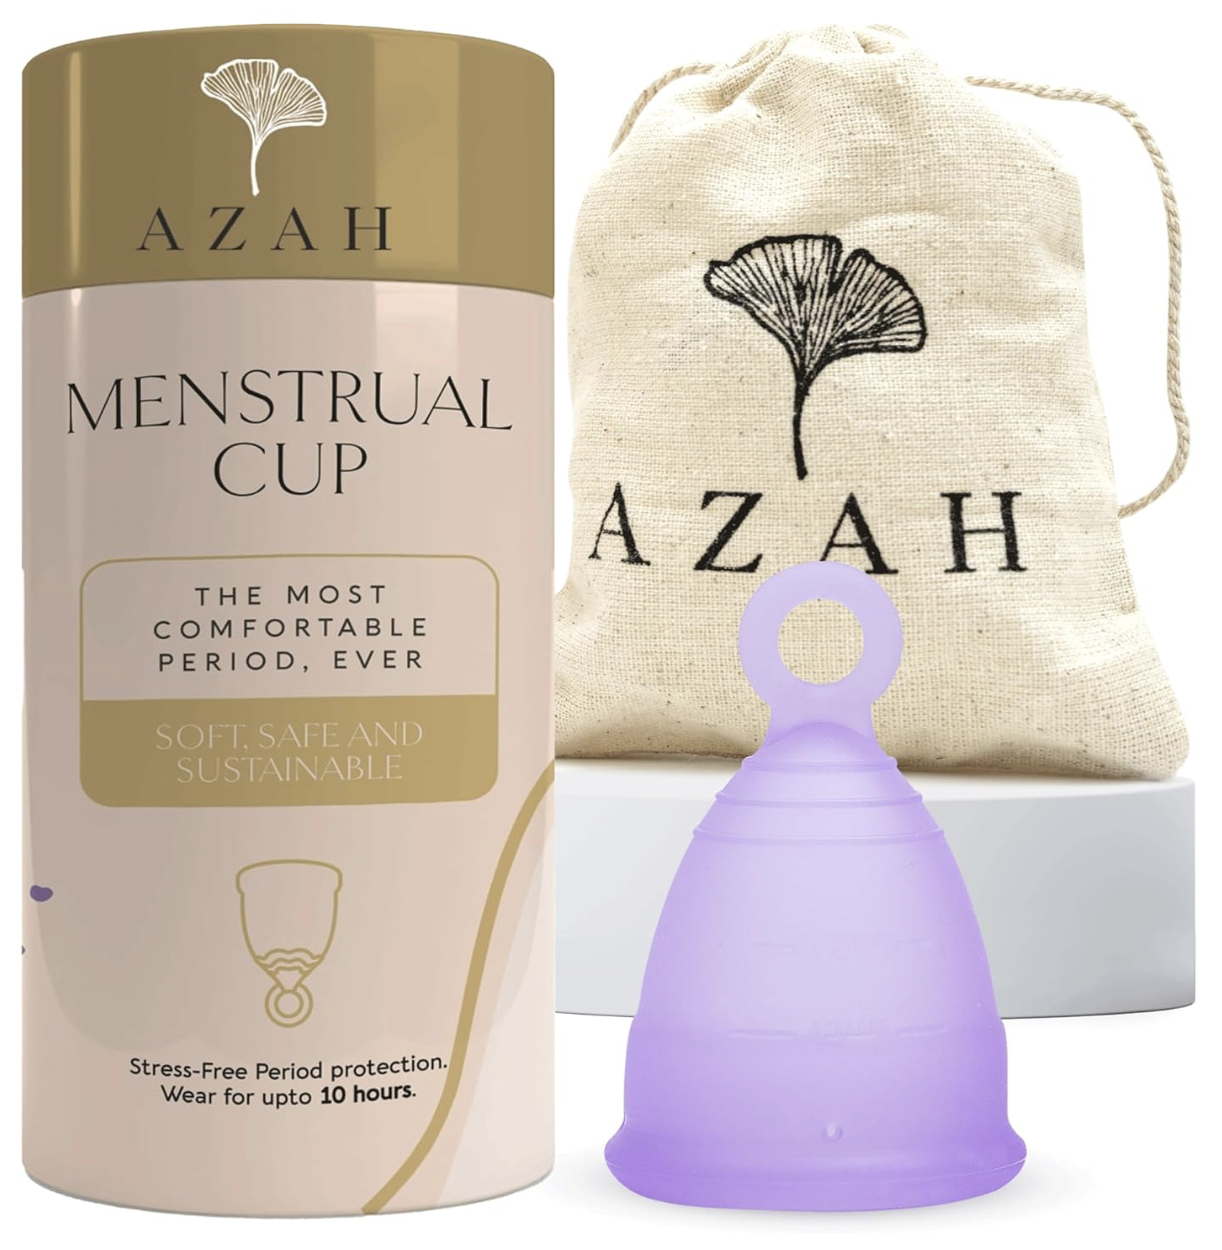 AZAH
MENSTRUAL
CUP
THE MOST
COMFORTABLE
PERIOD, EVER
SOFT, SAFE AND
SUSTAINABLE
Stress-Free Period protection.
Wear for upto 10 hours.
AZAH